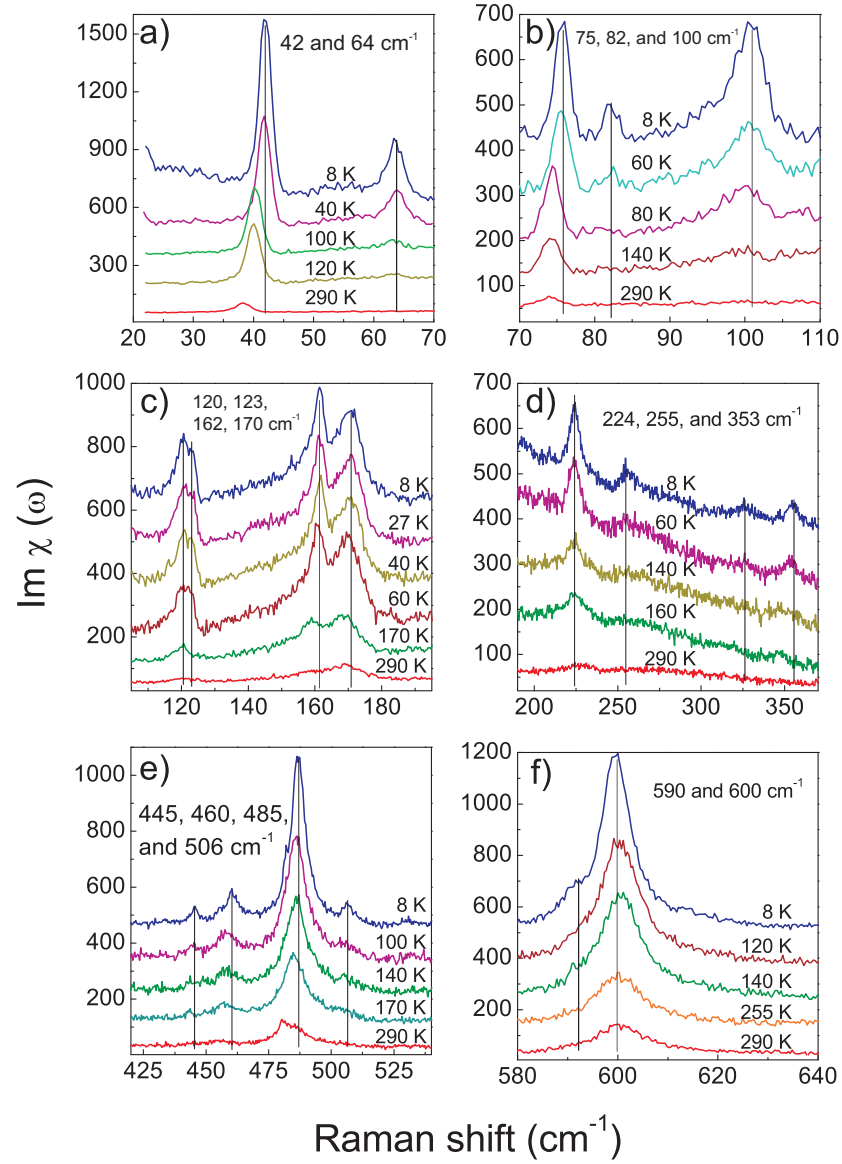 a)
42 and 64 cm⁻¹
1500
1200
900
600
300
8 K
40 K
100 K
120 K
290 K
20 30 40 50 60 70
b)
75, 82, and 100 cm⁻¹
700
600
500
400
300
200
100
8 K
60 K
80 K
140 K
290 K
70 80 90 100 110
c)
120, 123,
162, 170 cm⁻¹
1000
800
600
400
200
8 K
27 K
40 K
60 K
170 K
290 K
120 140 160 180
d)
224, 255, and 353 cm⁻¹
700
600
500
400
300
200
100
8 K
60 K
140 K
160 K
290 K
200 250 300 350
e)
445, 460, 485,
and 506 cm⁻¹
1000
800
600
400
200
8 K
100 K
140 K
170 K
290 K
425 450 475 500 525
f)
590 and 600 cm⁻¹
1200
1000
800
600
400
200
8 K
120 K
140 K
255 K
290 K
580 600 620 640
Im χ (ω)
Raman shift (cm⁻¹)